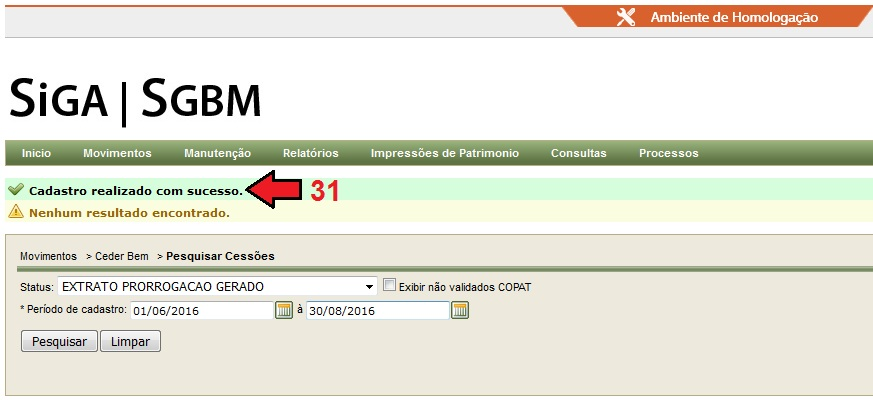 Ambiente de Homologação
SiGA | SGBM
Inicio Movimentos Manutenção Relatórios Impressões de Patrimonio Consultas Processos
Cadastro realizado com sucesso. 31
Nenhum resultado encontrado.
Movimentos > Ceder Bem > Pesquisar Cessões
Status: EXTRATO PRORROGACAO GERADO Exibir não validados COPAT
* Período de cadastro: 01/06/2016 à 30/08/2016
Pesquisar Limpar